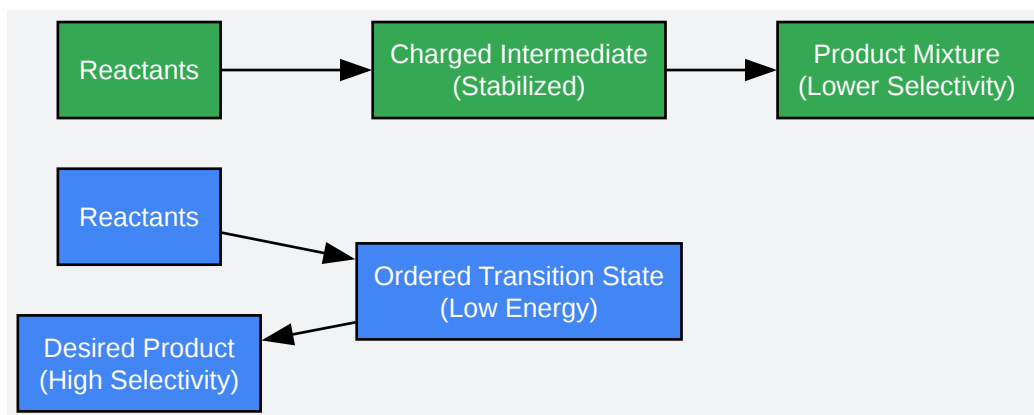 Reactants
Charged Intermediate
(Stabilized)
Product Mixture
(Lower Selectivity)
Reactants
Ordered Transition State
(Low Energy)
Desired Product
(High Selectivity)